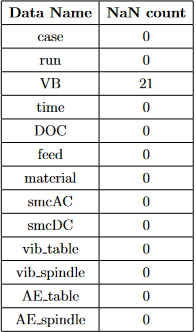 Data Name NaN count
case 0
run 0
VB 21
time 0
DOC 0
feed 0
material 0
smcAC 0
smcDC 0
vib_table 0
vib_spindle 0
AE_table 0
AE_spindle 0